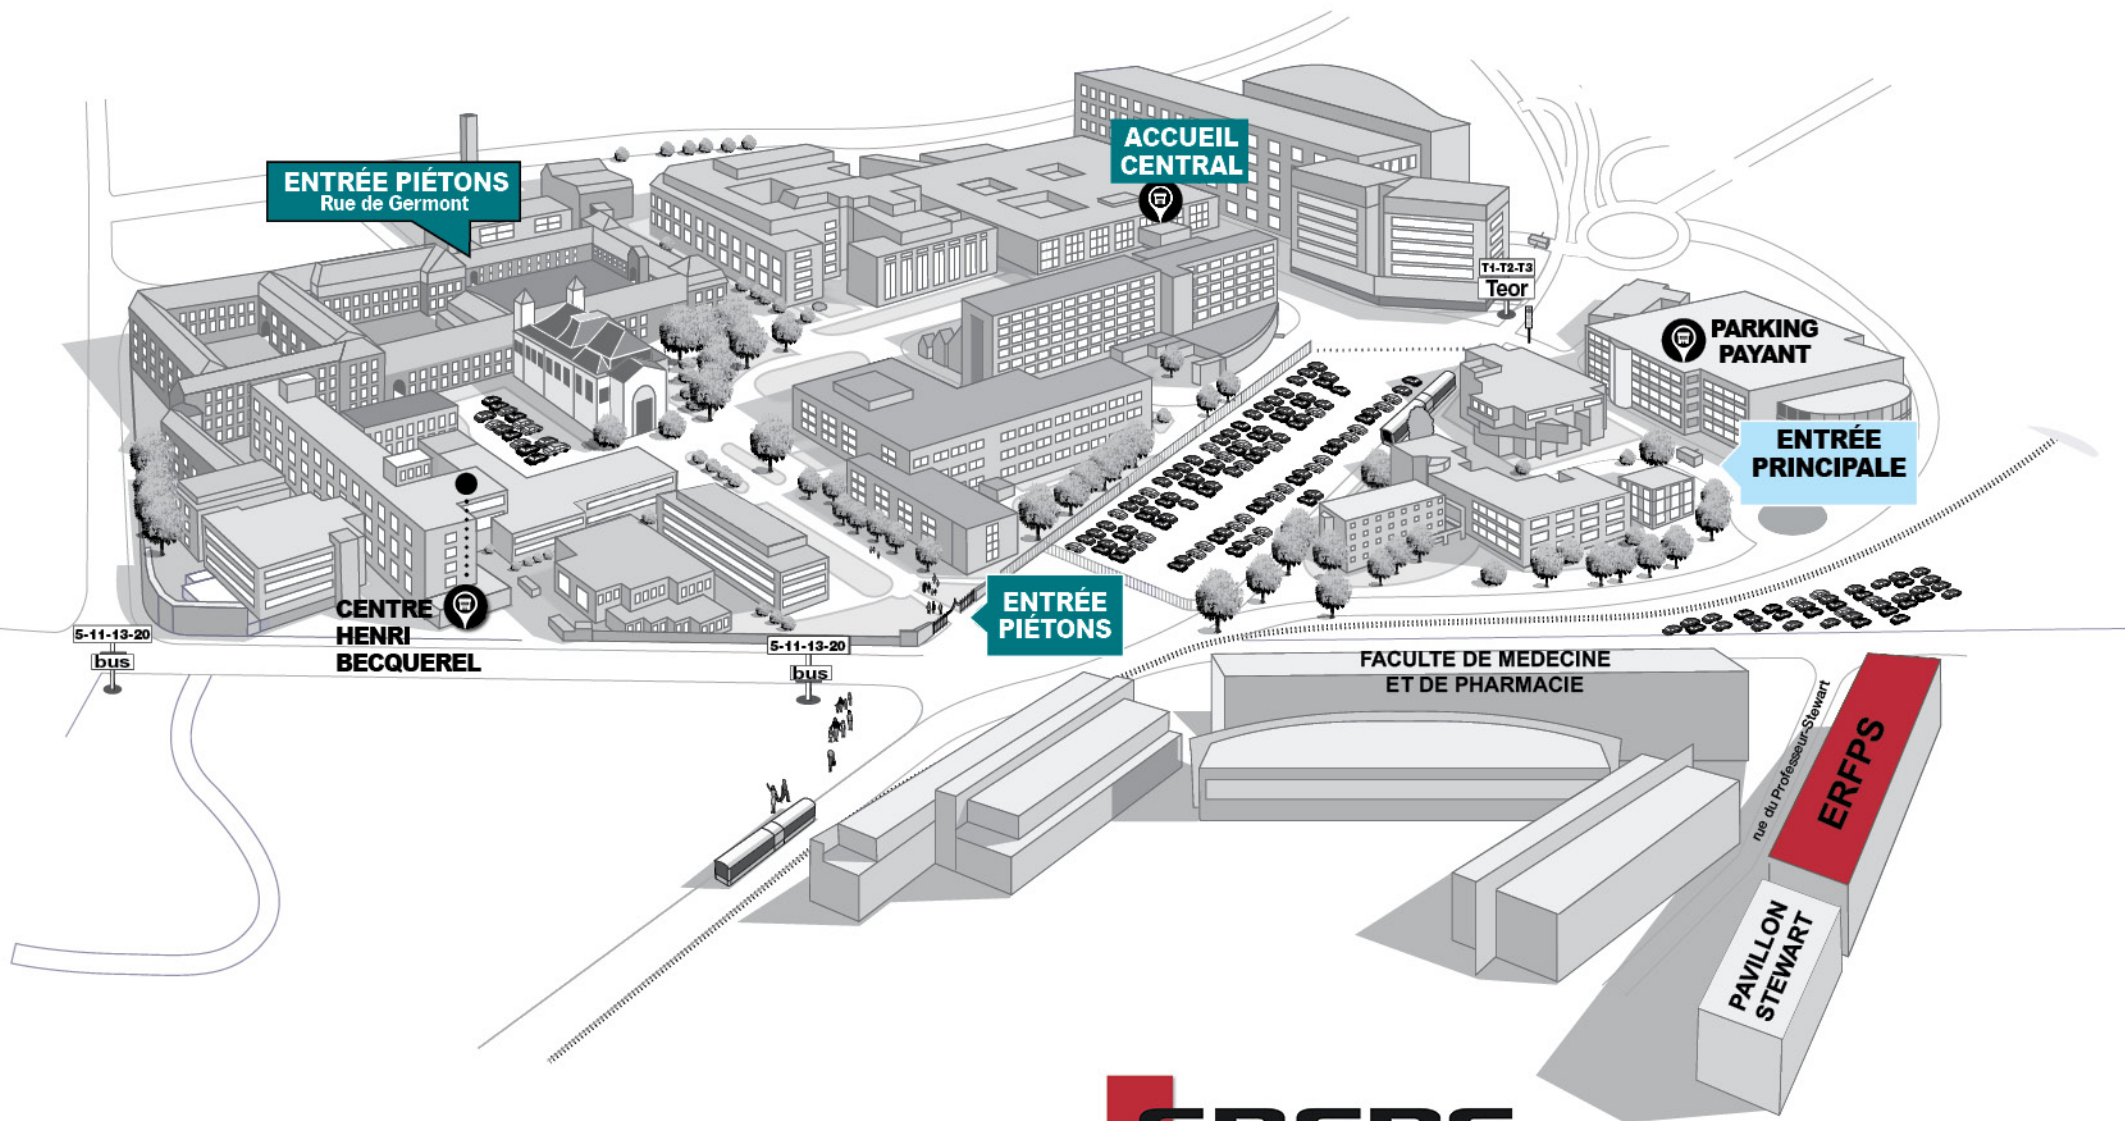 ACCUEIL
CENTRAL
ENTRÉE PIÉTONS
Rue de Germont
T1-T2-T3
Teor
PARKING
PAYANT
ENTRÉE
PRINCIPALE
CENTRE
HENRI
BECQUEREL
ENTRÉE
PIÉTONS
5-11-13-20
bus
5-11-13-20
bus
FACULTE DE MEDECINE
ET DE PHARMACIE
rue du Professeur-Stewart
ERFPS
PAVILLON
STEWART
ERFPS